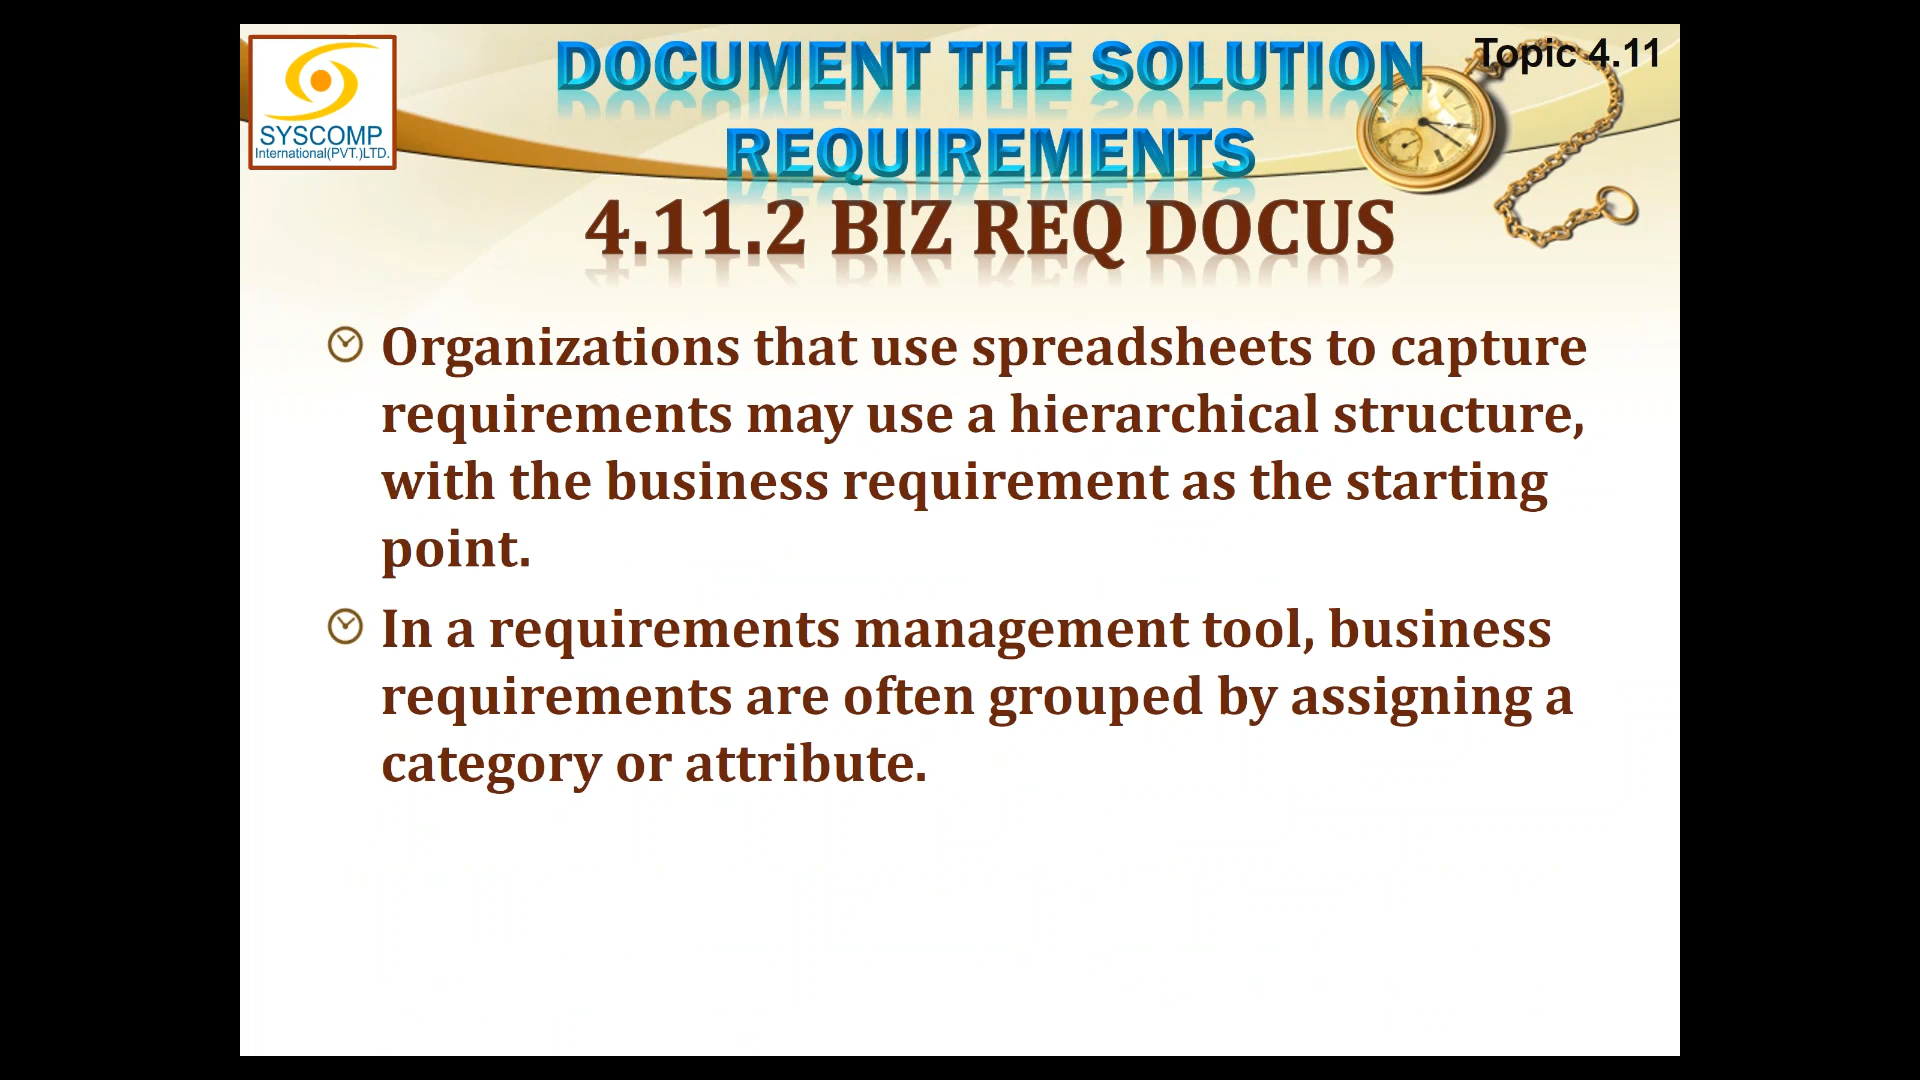 SYSCOMP
International(PVT.)LTD.
DOCUMENT THE SOLUTION
REQUIREMENTS
Topic 4.11
4.11.2 BIZ REQ DOCUS
Organizations that use spreadsheets to capture
requirements may use a hierarchical structure,
with the business requirement as the starting
point.
In a requirements management tool, business
requirements are often grouped by assigning a
category or attribute.